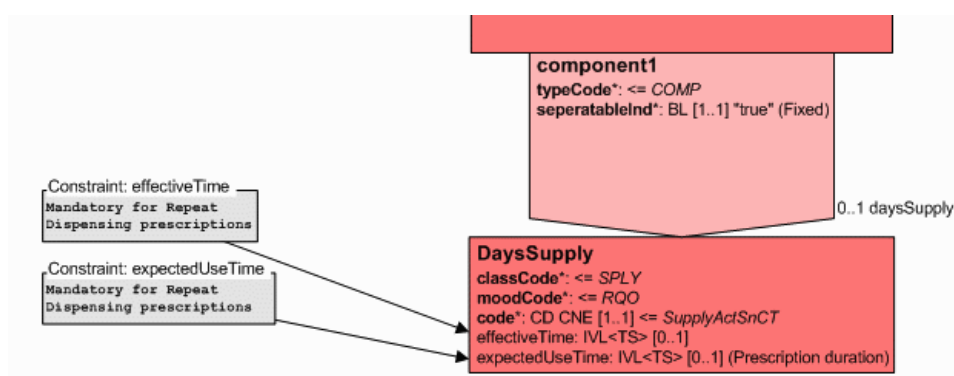 component1
typeCode*: <= COMP
seperatableInd*: BL [1..1] "true" (Fixed)
0..1 daysSupply
Constraint: effectiveTime
Mandatory for Repeat
Dispensing prescriptions
Constraint: expectedUseTime
Mandatory for Repeat
Dispensing prescriptions
DaysSupply
classCode*: <= SPLY
moodCode*: <= RQO
code*: CD CNE [1..1] <= SupplyActSnCT
effectiveTime: IVL<TS> [0..1]
expectedUseTime: IVL<TS> [0..1] (Prescription duration)